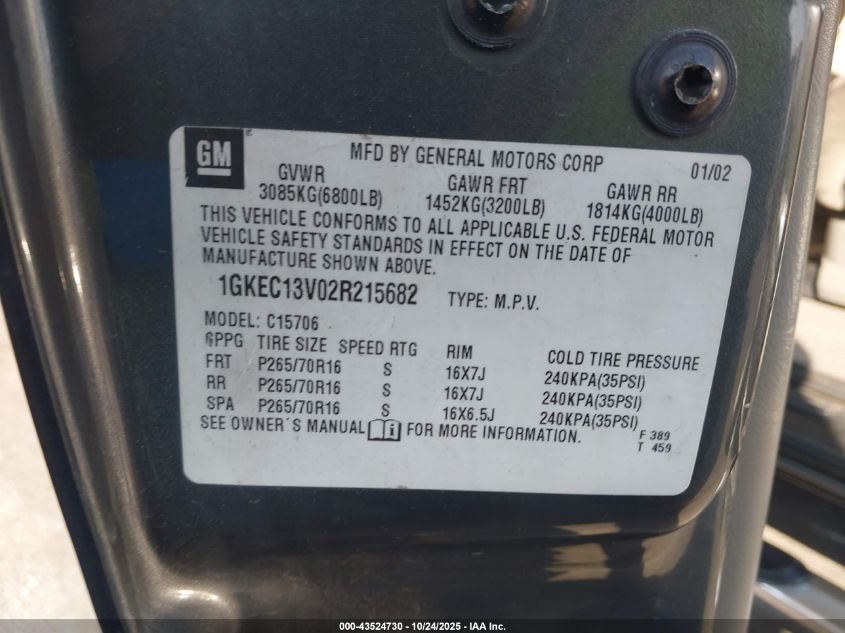 GM
MFD BY GENERAL MOTORS CORP 01/02
GVWR GAWR FRT GAWR RR
3085KG(6800LB) 1452KG(3200LB) 1814KG(4000LB)
THIS VEHICLE CONFORMS TO ALL APPLICABLE U.S. FEDERAL MOTOR
VEHICLE SAFETY STANDARDS IN EFFECT ON THE DATE OF
MANUFACTURE SHOWN ABOVE.
1GKEC13V02R215682 TYPE: M.P.V.
MODEL: C15706
GPPG TIRE SIZE SPEED RTG RIM COLD TIRE PRESSURE
FRT P265/70R16 S 16X7J 240KPA(35PSI)
RR P265/70R16 S 16X7J 240KPA(35PSI)
SPA P265/70R16 S 16X6.5J 240KPA(35PSI)
SEE OWNER'S MANUAL i FOR MORE INFORMATION.
F 389
T 459
000-43524730 - 10/24/2025 - IAA Inc.